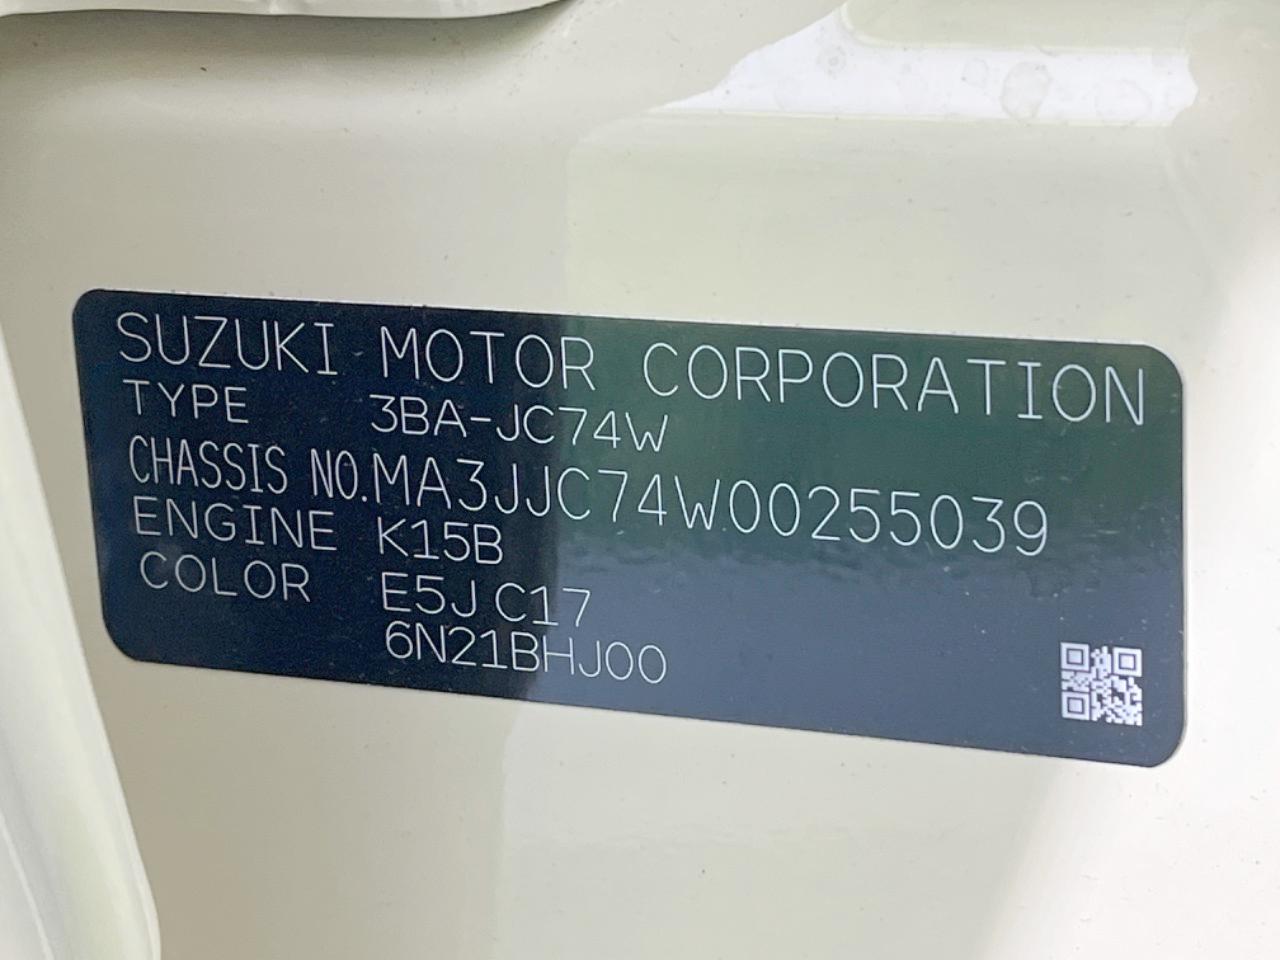 SUZUKI MOTOR CORPORATION
TYPE 3BA-JC74W
CHASSIS NO. MA3JJC74W00255039
ENGINE K15B
COLOR E5J C17
6N21BHJ00